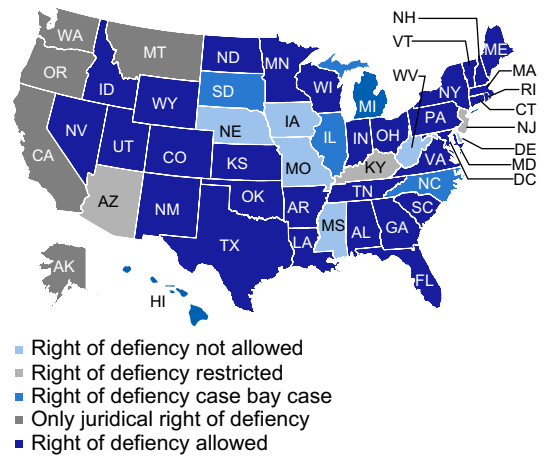 NH
WA
VT
ME
MT
ND
MN
OR
WV
MA
ID
SD
WI
NY
RI
MI
WY
CT
PA
IA
NE
NJ
NV
IL
IN
OH
UT
DE
CA
CO
VA
MD
KS
MO
KY
DC
NC
TN
AZ
OK
NM
AR
SC
MS
AL
GA
TX
LA
AK
FL
HI
Right of defiency not allowed
Right of defiency restricted
Right of defiency case bay case
Only juridical right of defiency
Right of defiency allowed